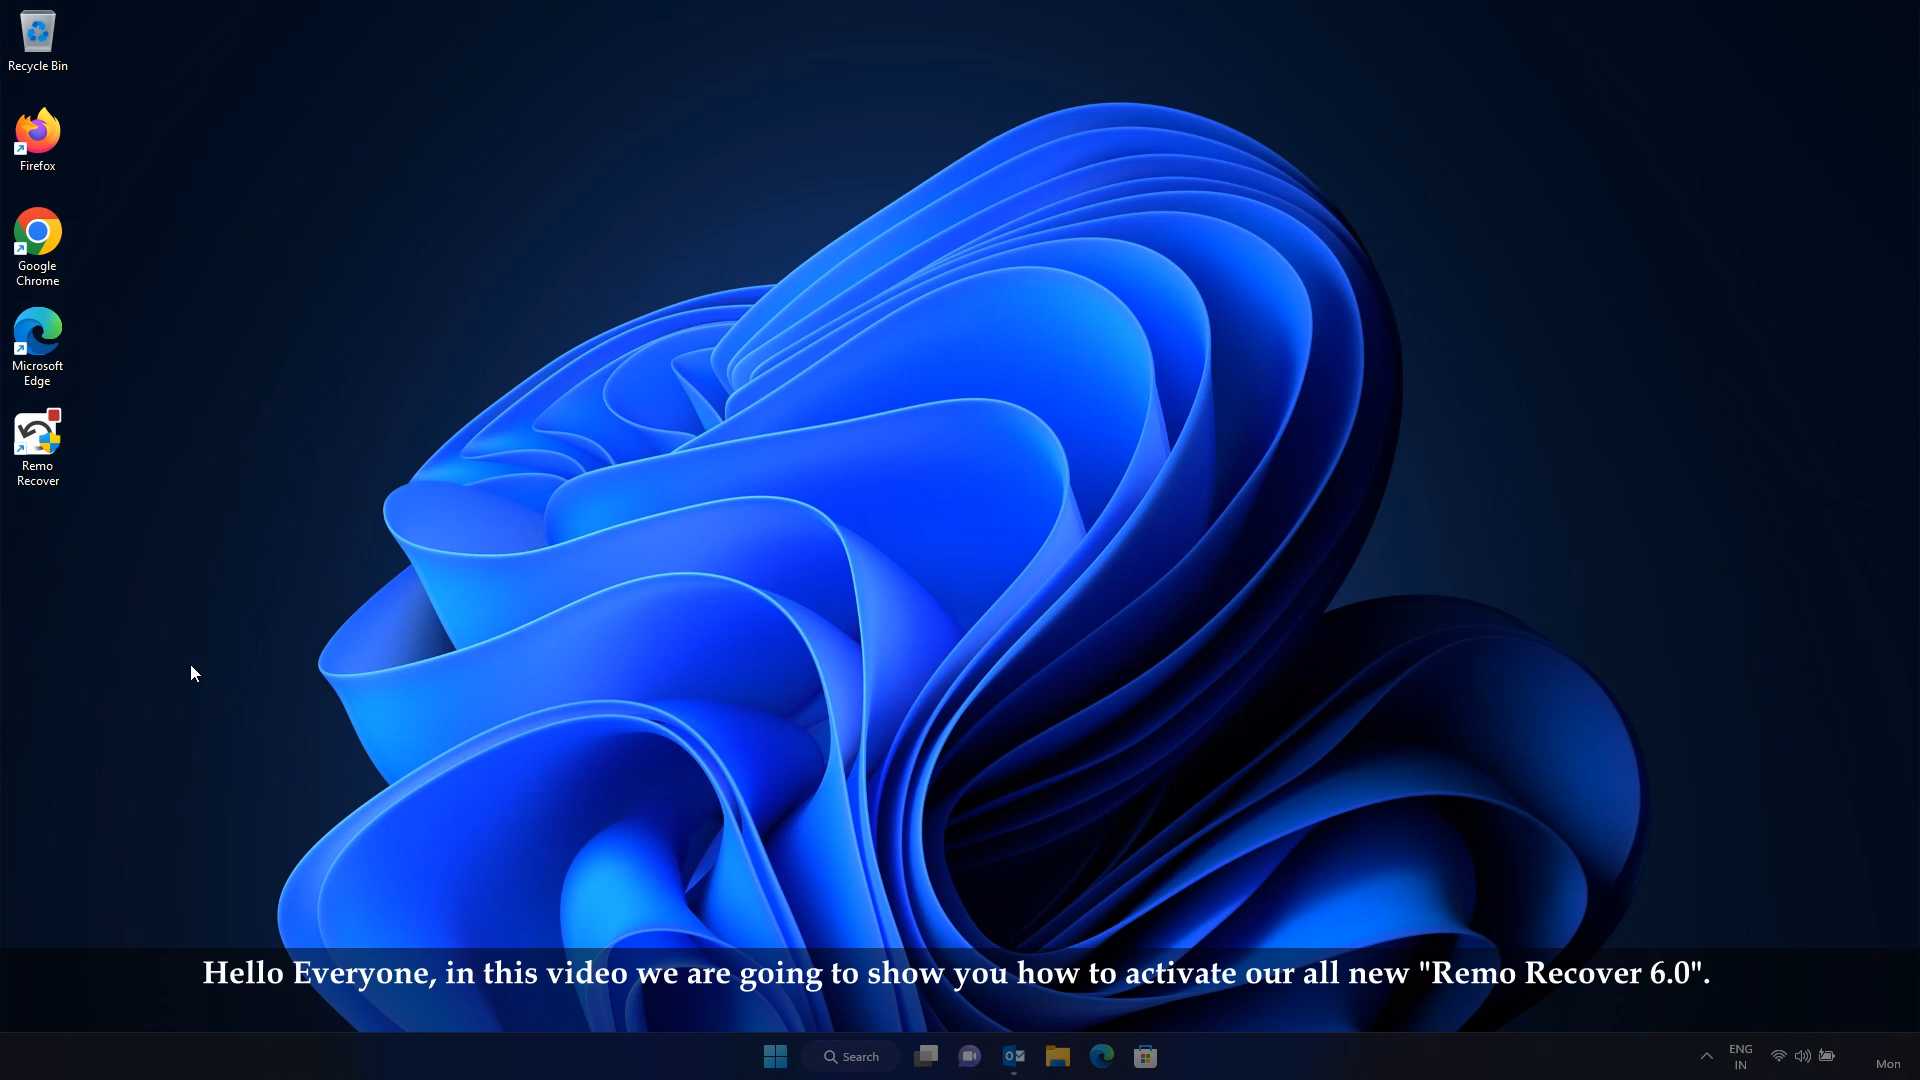 Recycle Bin
Firefox
Google
Chrome
Microsoft
Edge
Remo
Recover
Hello Everyone, in this video we are going to show you how to activate our all new "Remo Recover 6.0".
Search
ENG
IN
Mon